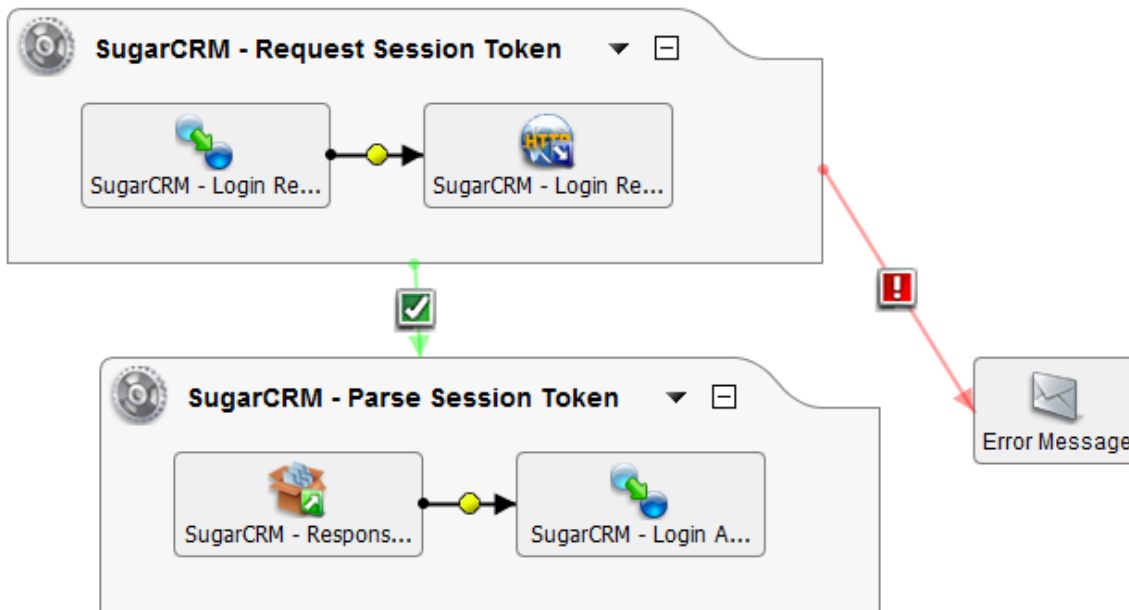 SugarCRM - Request Session Token
SugarCRM - Login Re...
HTTP
SugarCRM - Login Re...
SugarCRM - Parse Session Token
SugarCRM - Respons...
SugarCRM - Login A...
Error Message